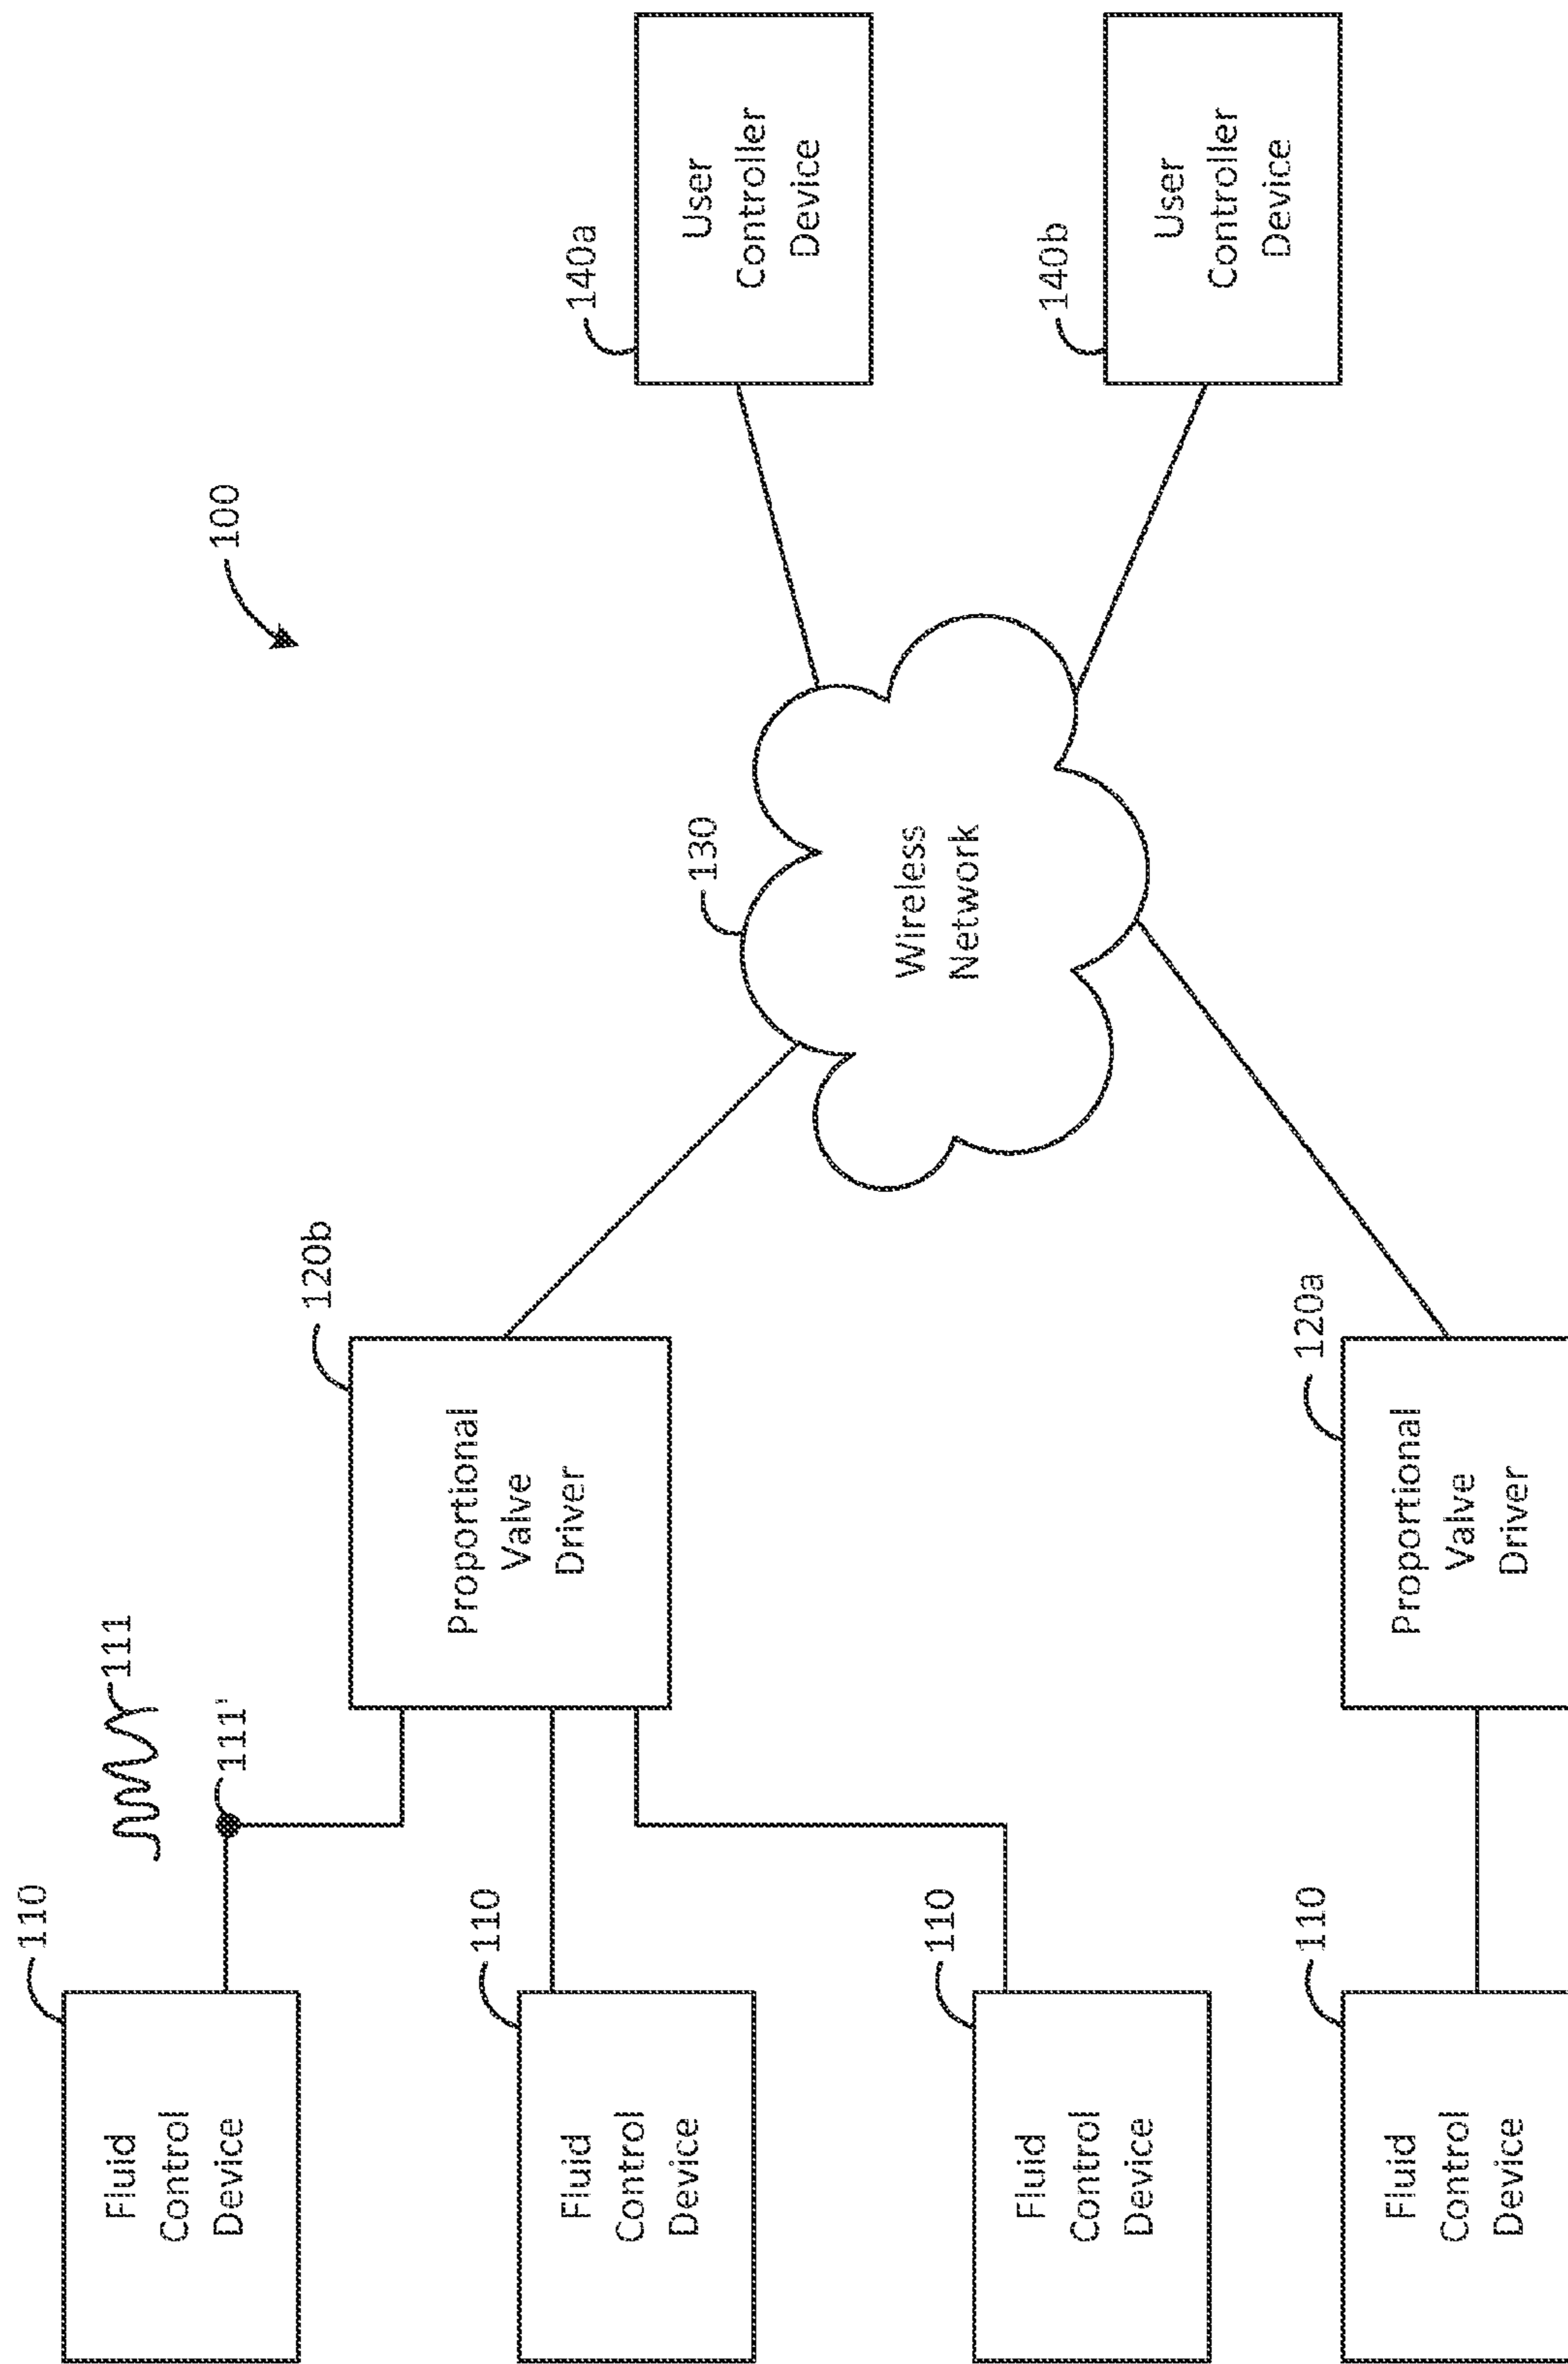 100
110
Fluid
Control
Device
111
111'
110
Fluid
Control
Device
110
Fluid
Control
Device
110
Fluid
Control
Device
120b
Proportional
Valve
Driver
120a
Proportional
Valve
Driver
130
Wireless
Network
140a
User
Controller
Device
140b
User
Controller
Device